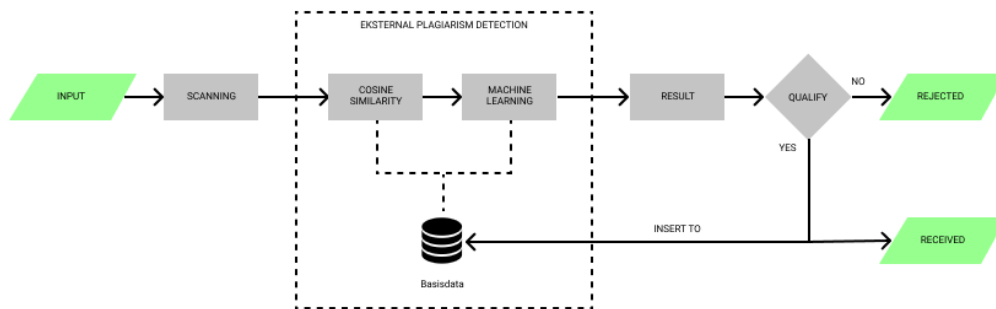 EKSTERNAL PLAGIARISM DETECTION
INPUT
SCANNING
COSINE
SIMILARITY
MACHINE
LEARNING
RESULT
QUALIFY
NO
REJECTED
YES
INSERT TO
RECEIVED
Basisdata